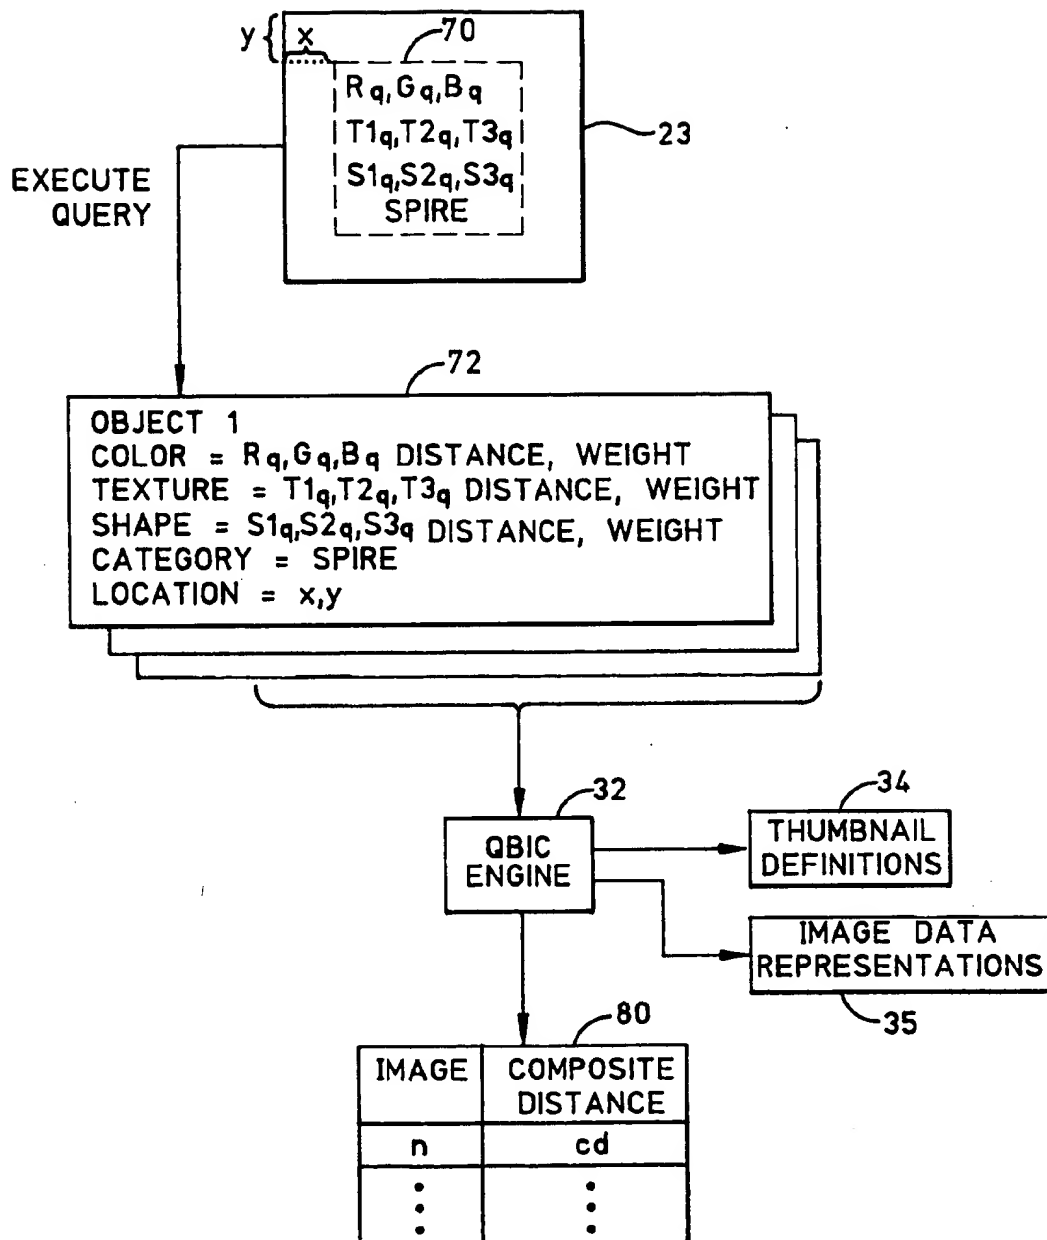 y { x 70
Rq,Gq,Bq
T1q,T2q,T3q
S1q,S2q,S3q
SPIRE
23
EXECUTE
QUERY
72
OBJECT 1
COLOR = Rq,Gq,Bq DISTANCE, WEIGHT
TEXTURE = T1q,T2q,T3q DISTANCE, WEIGHT
SHAPE = S1q,S2q,S3q DISTANCE, WEIGHT
CATEGORY = SPIRE
LOCATION = x,y
32
QBIC
ENGINE
34
THUMBNAIL
DEFINITIONS
IMAGE DATA
REPRESENTATIONS
35
80
IMAGE COMPOSITE
DISTANCE
n cd